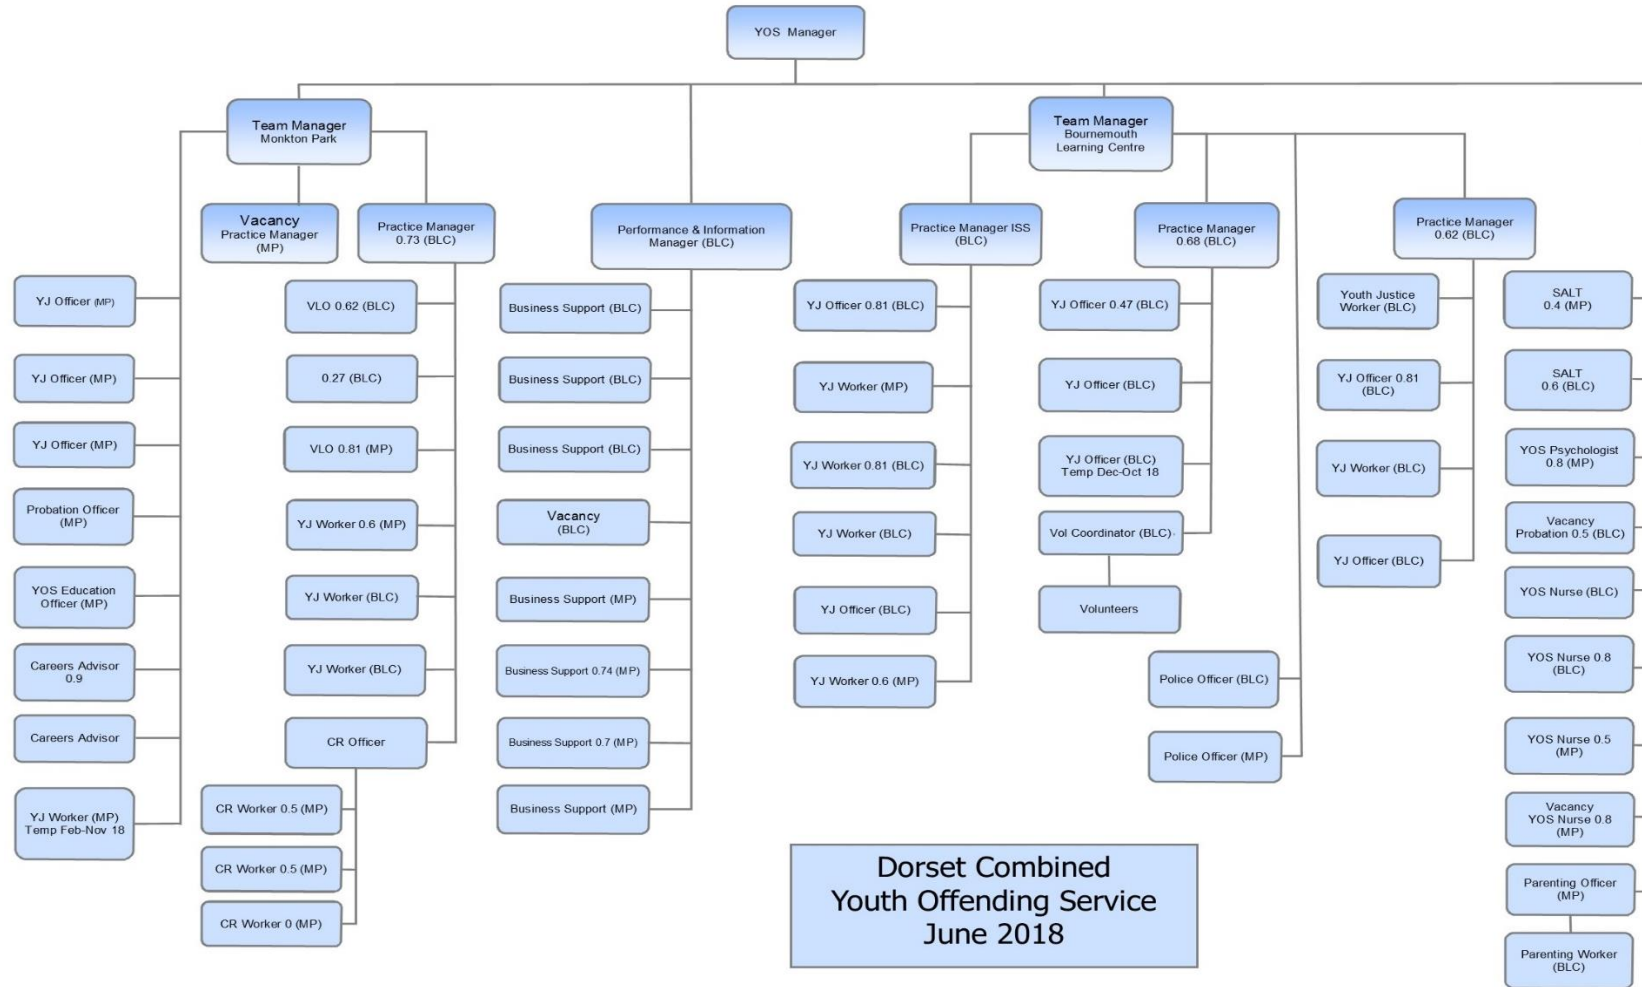 YOS Manager
Team Manager
Monkton Park
Team Manager
Bournemouth
Learning Centre
Vacancy
Practice Manager
(MP)
Practice Manager
0.73 (BLC)
Performance & Information
Manager (BLC)
Practice Manager ISS
(BLC)
Practice Manager
0.68 (BLC)
Practice Manager
0.62 (BLC)
YJ Officer (MP)
YJ Officer (MP)
YJ Officer (MP)
Probation Officer
(MP)
YOS Education
Officer (MP)
Careers Advisor
0.9
Careers Advisor
YJ Worker (MP)
Temp Feb-Nov 18
VLO 0.62 (BLC)
0.27 (BLC)
VLO 0.81 (MP)
YJ Worker 0.6 (MP)
YJ Worker (BLC)
YJ Worker (BLC)
CR Officer
CR Worker 0.5 (MP)
CR Worker 0.5 (MP)
CR Worker 0 (MP)
Business Support (BLC)
Business Support (BLC)
Business Support (BLC)
Vacancy
(BLC)
Business Support (MP)
Business Support 0.74 (MP)
Business Support 0.7 (MP)
Business Support (MP)
YJ Officer 0.81 (BLC)
YJ Worker (MP)
YJ Worker 0.81 (BLC)
YJ Worker (BLC)
YJ Officer (BLC)
YJ Worker 0.6 (MP)
YJ Officer 0.47 (BLC)
YJ Officer (BLC)
YJ Officer (BLC)
Temp Dec-Oct 18
Vol Coordinator (BLC)
Volunteers
Police Officer (BLC)
Police Officer (MP)
Youth Justice
Worker (BLC)
YJ Officer 0.81
(BLC)
YJ Worker (BLC)
YJ Officer (BLC)
SALT
0.4 (MP)
SALT
0.6 (BLC)
YOS Psychologist
0.8 (MP)
Vacancy
Probation 0.5 (BLC)
YOS Nurse (BLC)
YOS Nurse 0.8
(BLC)
YOS Nurse 0.5
(MP)
Vacancy
YOS Nurse 0.8
(MP)
Parenting Officer
(MP)
Parenting Worker
(BLC)
Dorset Combined
Youth Offending Service
June 2018